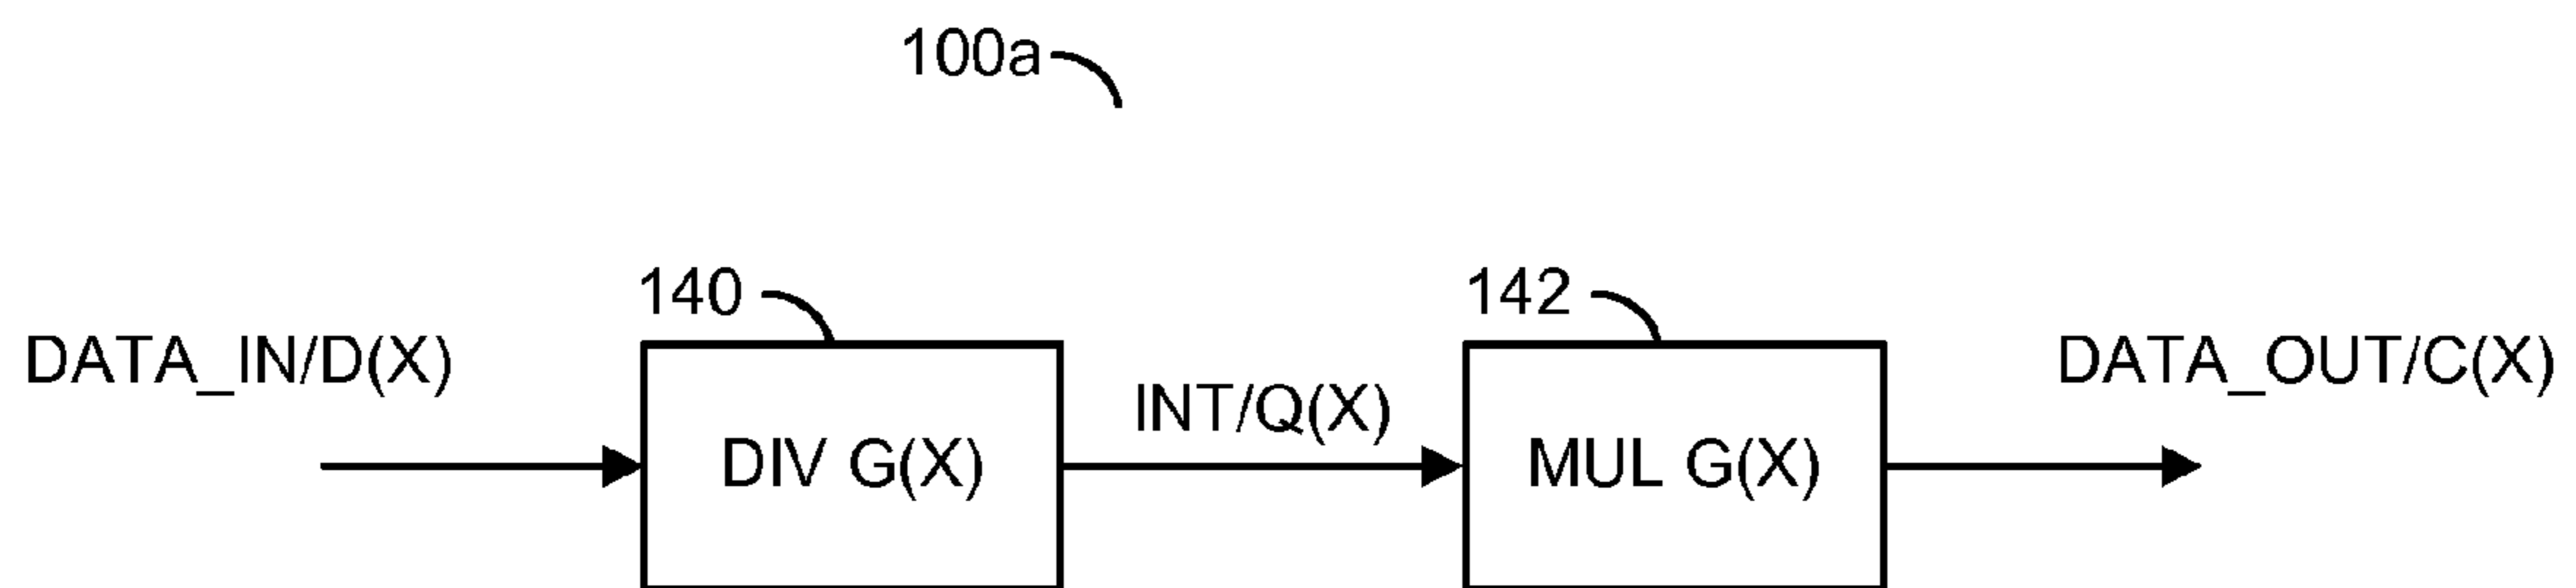 100a
140
142
DATA_IN/D(X)
DIV G(X)
INT/Q(X)
MUL G(X)
DATA_OUT/C(X)